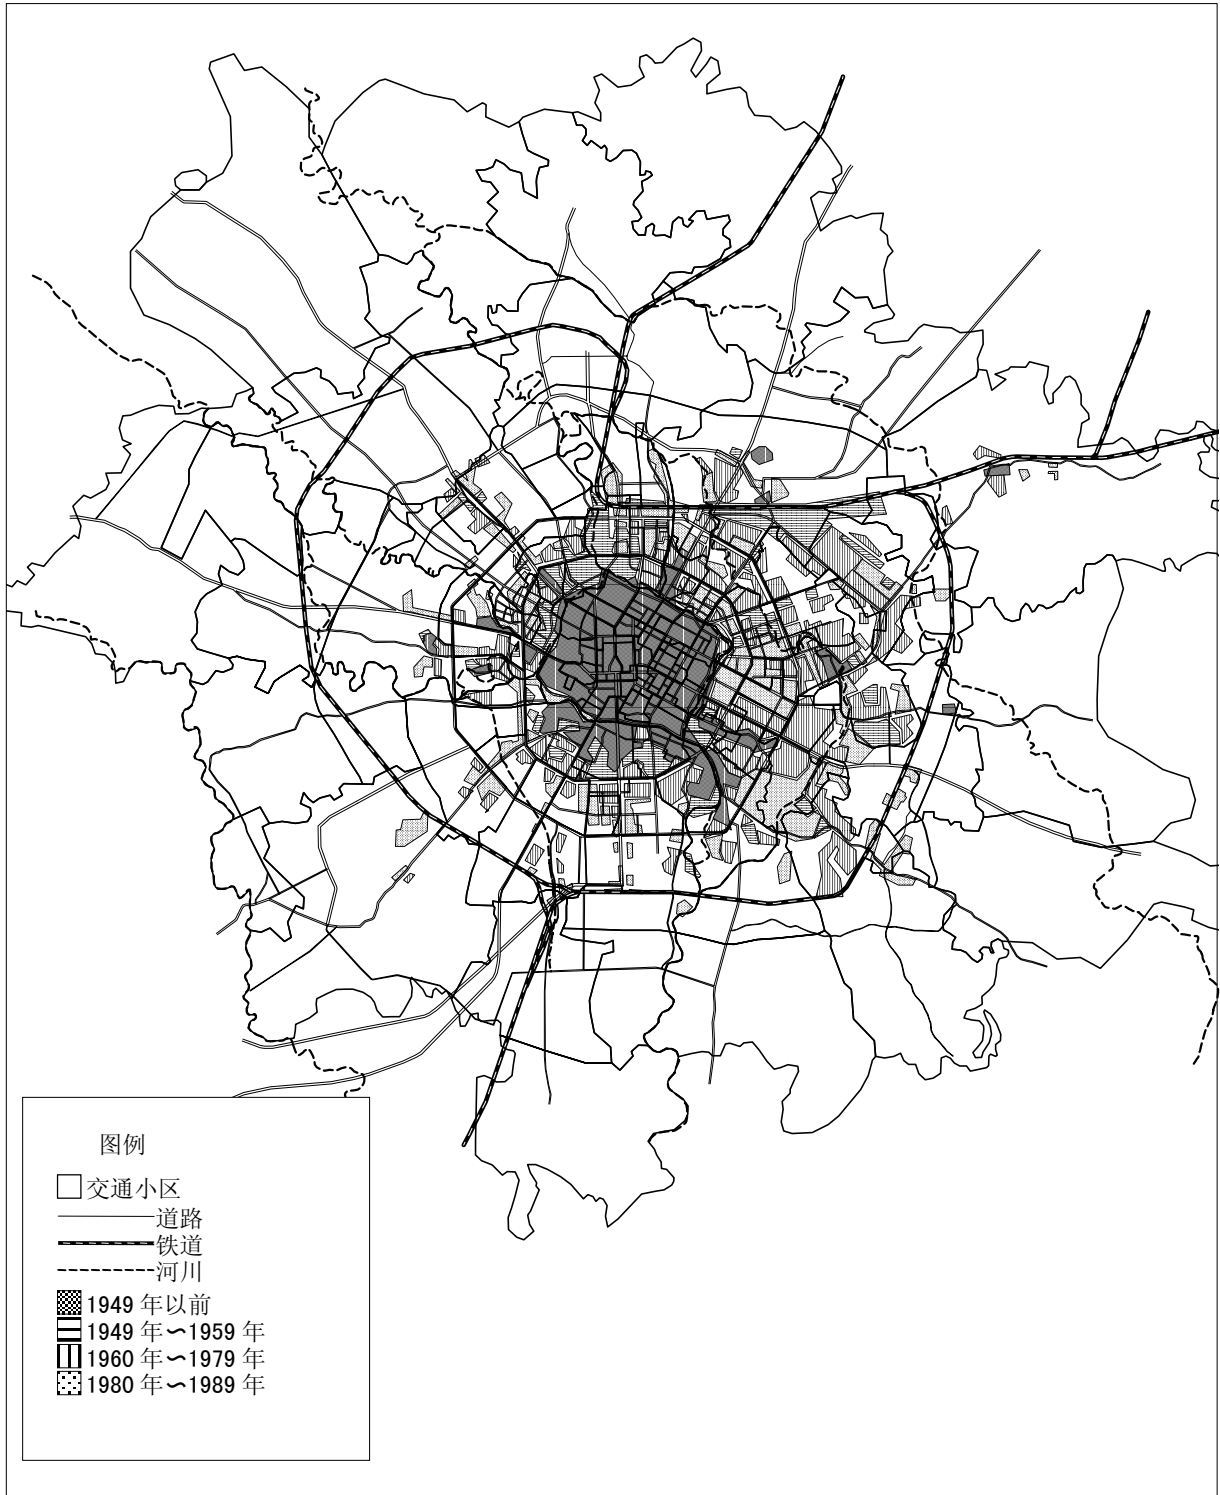 图例
交通小区
道路
铁道
河川
1949 年以前
1949 年～1959 年
1960 年～1979 年
1980 年～1989 年